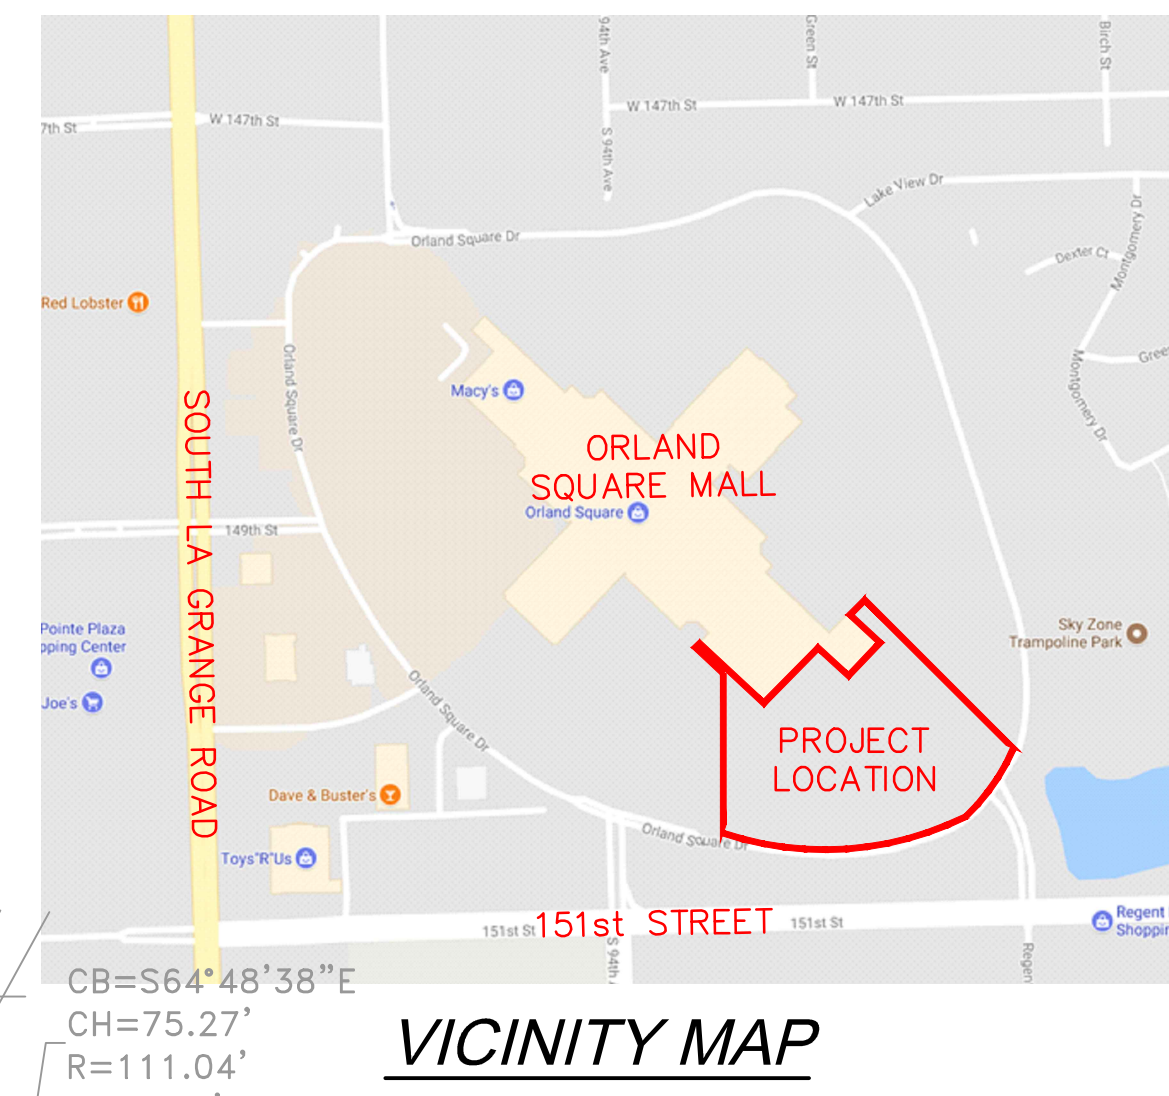 94th Ave
Green St
Birch St
7th St
W 147th St
W 147th St
W 147th St
S 94th Ave
Lake View Dr
Orland Square Dr
Dexter Ct
Montgomery Dr
Red Lobster
Orland Square Dr
Montgomery Dr
Gree
Macy's
SOUTH LA GRANGE ROAD
ORLAND
SQUARE MALL
Orland Square
149th St
Pointe Plaza
pping Center
Joe's
Sky Zone
Trampoline Park
Orland Square Dr
PROJECT
LOCATION
Dave & Buster's
Toys"R"Us
Orland Square Dr
151st St
151st STREET
151st St
Regent
Shoppin
S 94th A
Regen
CB=S64°48'38"E
CH=75.27'
R=111.04'
VICINITY MAP